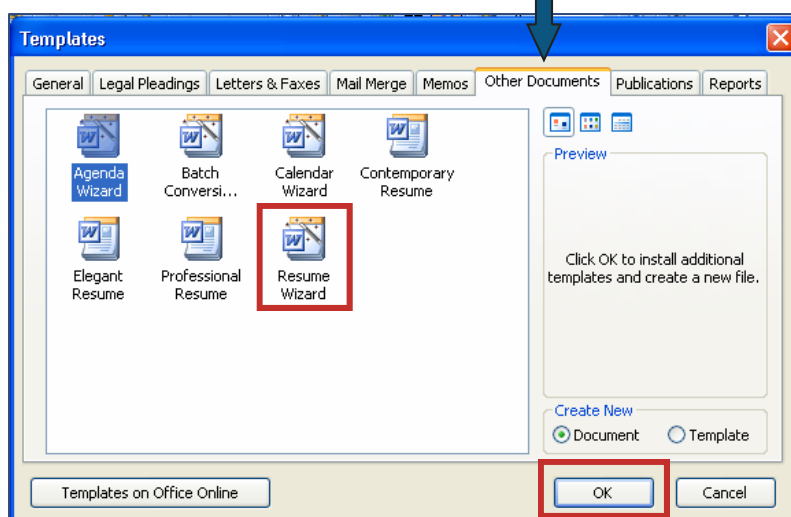 Templates
General Legal Pleadings Letters & Faxes Mail Merge Memos Other Documents Publications Reports
Agenda Wizard
Batch Conversi...
Calendar Wizard
Contemporary Resume
Elegant Resume
Professional Resume
Resume Wizard
Preview
Click OK to install additional
templates and create a new file.
Create New
Document Template
Templates on Office Online OK Cancel